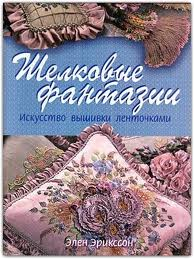 Шелковые
фантазии
Искусство вышивки ленточками
Элен Эрикссон